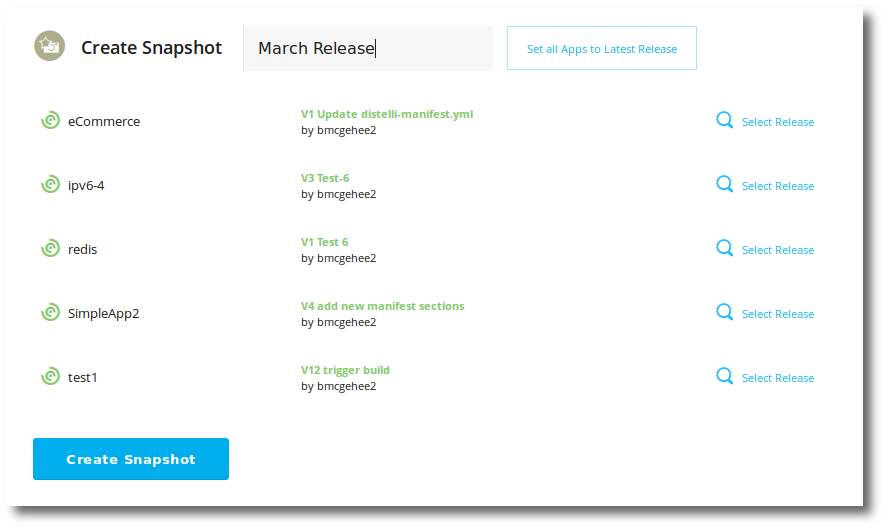 Create Snapshot
March Release
Set all Apps to Latest Release
eCommerce
V1 Update distelli-manifest.yml
by bmcgehee2
Select Release
ipv6-4
V3 Test-6
by bmcgehee2
Select Release
redis
V1 Test 6
by bmcgehee2
Select Release
SimpleApp2
V4 add new manifest sections
by bmcgehee2
Select Release
test1
V12 trigger build
by bmcgehee2
Select Release
Create Snapshot